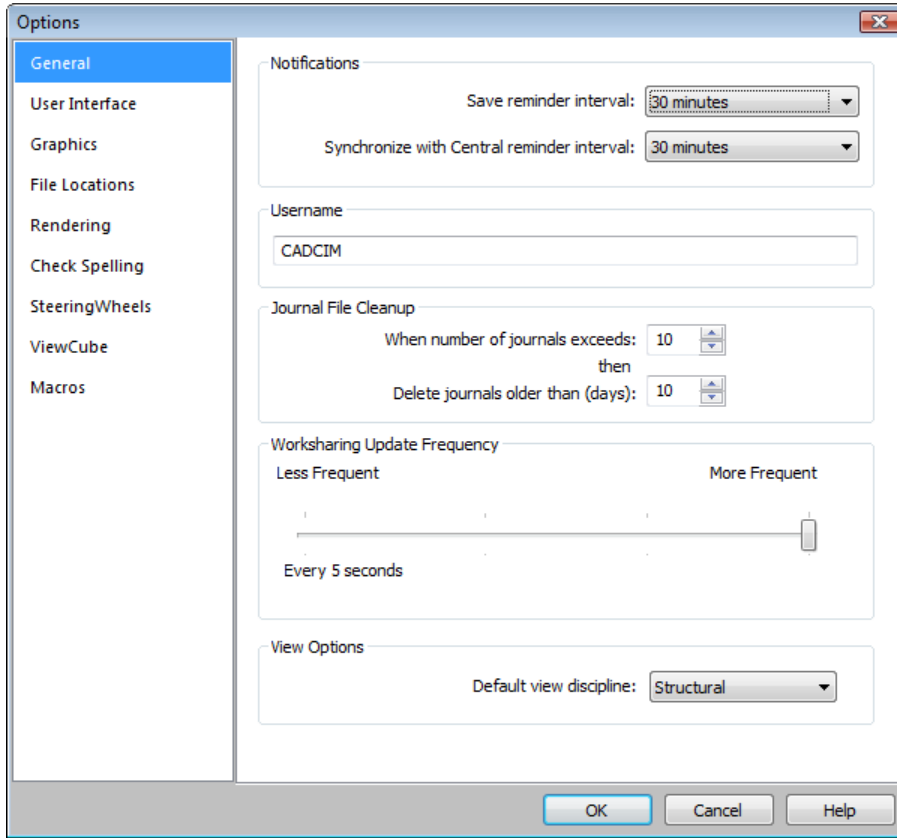 Options
General
User Interface
Graphics
File Locations
Rendering
Check Spelling
SteeringWheels
ViewCube
Macros
Notifications
Save reminder interval: 30 minutes
Synchronize with Central reminder interval: 30 minutes
Username
CADCIM
Journal File Cleanup
When number of journals exceeds: 10
then
Delete journals older than (days): 10
Worksharing Update Frequency
Less Frequent More Frequent
Every 5 seconds
View Options
Default view discipline: Structural
OK Cancel Help